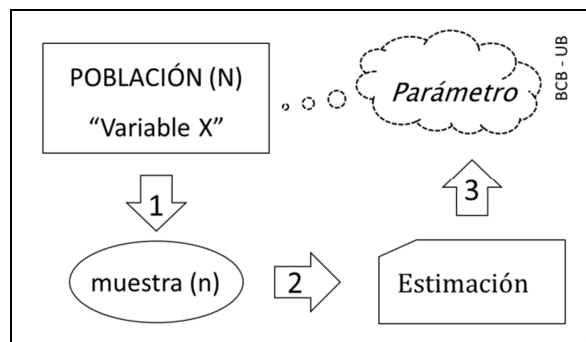 POBLACIÓN (N)
“Variable X”
Parámetro
BCB - UB
1
3
muestra (n)
2
Estimación